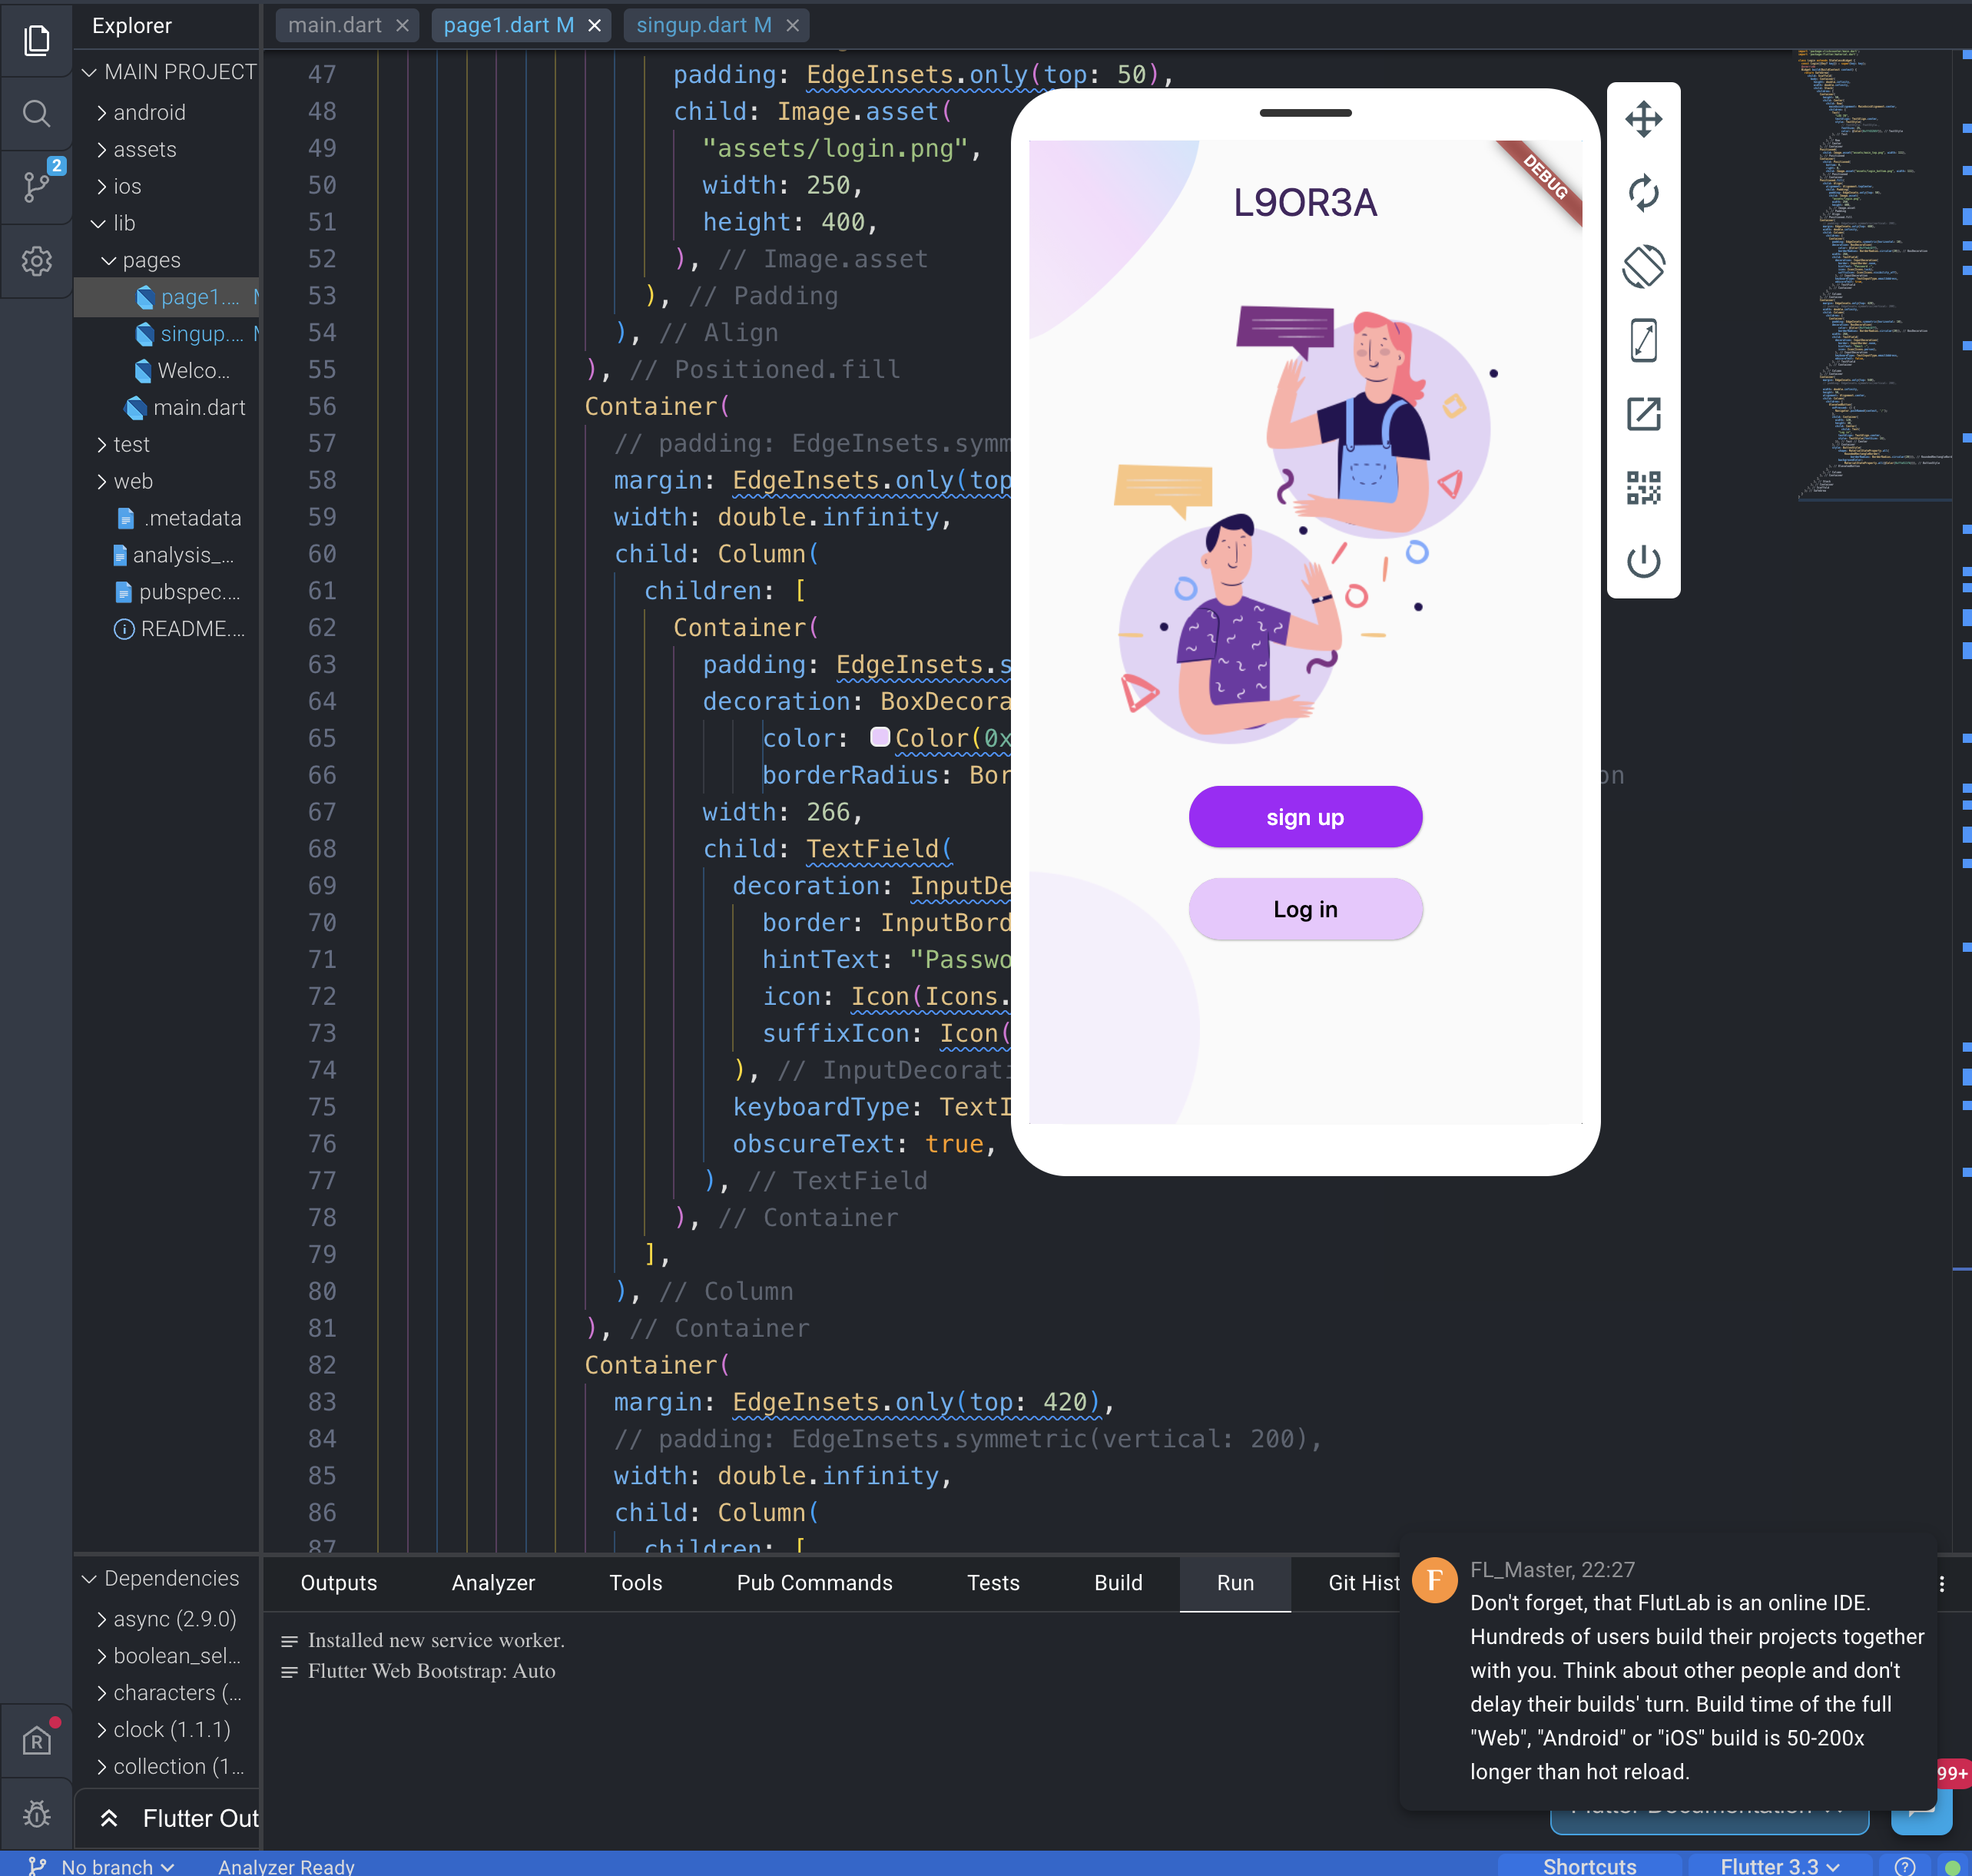 Explorer
MAIN PROJECT
android
assets
2
ios
lib
pages
page1....
singup....
Welco...
main.dart
test
web
.metadata
analysis_...
pubspec....
README....
Dependencies
async (2.9.0)
boolean_sel...
characters (...
clock (1.1.1)
collection (1...
Flutter Out
main.dart
page1.dart M
singup.dart M
47 padding: EdgeInsets.only(top: 50),
48 child: Image.asset(
49 "assets/login.png",
50 width: 250,
51 height: 400,
52 ), // Image.asset
53 ), // Padding
54 ), // Align
55 ), // Positioned.fill
56 Container(
57 // padding: EdgeInsets.symm
58 margin: EdgeInsets.only(top
59 width: double.infinity,
60 child: Column(
61 children: [
62 Container(
63 padding: EdgeInsets.s
64 decoration: BoxDecora
65 color: Color(0x
66 borderRadius: Bor
67 width: 266,
68 child: TextField(
69 decoration: InputDe
70 border: InputBord
71 hintText: "Passwo
72 icon: Icon(Icons.
73 suffixIcon: Icon(
74 ), // InputDecorati
75 keyboardType: TextI
76 obscureText: true,
77 ), // TextField
78 ), // Container
79 ],
80 ), // Column
81 ), // Container
82 Container(
83 margin: EdgeInsets.only(top: 420),
84 // padding: EdgeInsets.symmetric(vertical: 200),
85 width: double.infinity,
86 child: Column(
87 children: [
L9OR3A
DEBUG
sign up
Log in
Outputs Analyzer Tools Pub Commands Tests Build Run Git Hist
Installed new service worker.
Flutter Web Bootstrap: Auto
F
FL_Master, 22:27
Don't forget, that FlutLab is an online IDE.
Hundreds of users build their projects together
with you. Think about other people and don't
delay their builds' turn. Build time of the full
"Web", "Android" or "iOS" build is 50-200x
longer than hot reload.
99+
No branch
Analyzer Ready
Shortcuts
Flutter 3.3